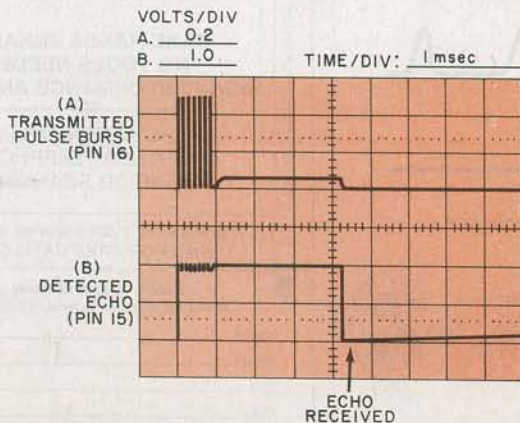 VOLTS/DIV
A. 0.2
B. 1.0
TIME/DIV: 1 msec
(A)
TRANSMITTED
PULSE BURST
(PIN 16)
(B)
DETECTED
ECHO
(PIN 15)
ECHO
RECEIVED